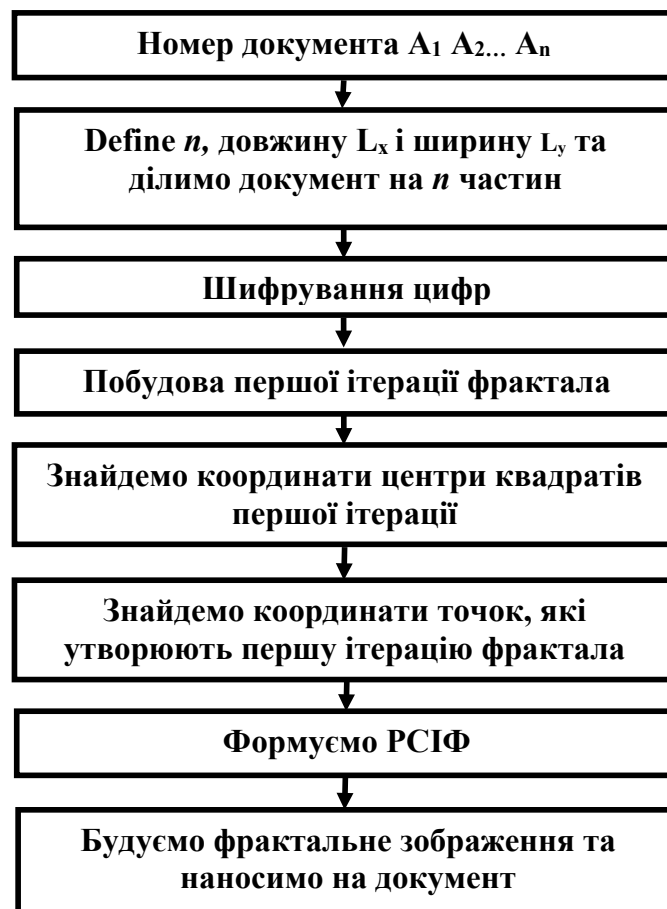 Номер документа A₁ A₂... Aₙ
Define n, довжину Lₓ і ширину Lᵧ та
ділимо документ на n частин
Шифрування цифр
Побудова першої ітерації фрактала
Знайдемо координати центри квадратів
першої ітерації
Знайдемо координати точок, які
утворюють першу ітерацію фрактала
Формуємо РСІФ
Будуємо фрактальне зображення та
наносимо на документ